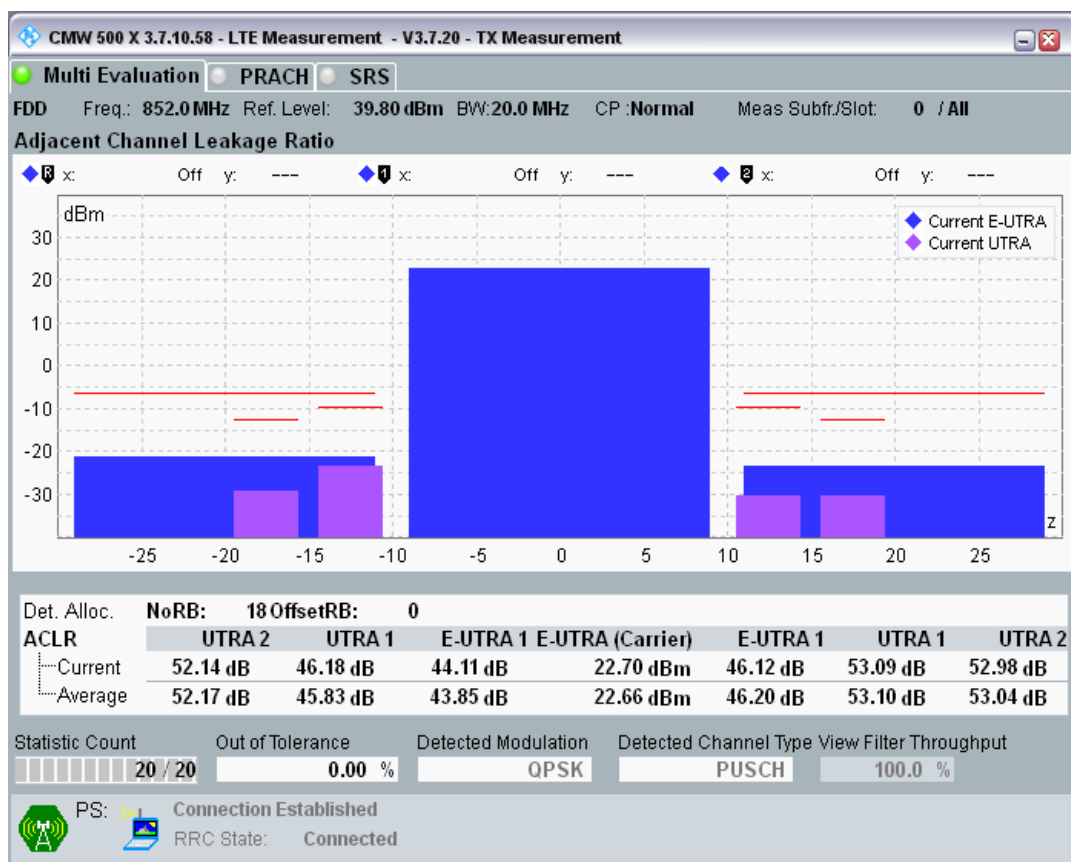 CMW 500 X 3.7.10.58 - LTE Measurement - V3.7.20 - TX Measurement
Multi Evaluation PRACH SRS
FDD Freq.: 852.0 MHz Ref. Level: 39.80 dBm BW:20.0 MHz CP :Normal Meas Subfr./Slot: 0 / All
Adjacent Channel Leakage Ratio
R x: Off y: --- 1 x: Off y: --- 2 x: Off y: ---
dBm
Current E-UTRA
Current UTRA
30
20
10
0
-10
-20
-30
z
-25 -20 -15 -10 -5 0 5 10 15 20 25
Det. Alloc. NoRB: 18 OffsetRB: 0
ACLR UTRA 2 UTRA 1 E-UTRA 1 E-UTRA (Carrier) E-UTRA 1 UTRA 1 UTRA 2
Current 52.14 dB 46.18 dB 44.11 dB 22.70 dBm 46.12 dB 53.09 dB 52.98 dB
Average 52.17 dB 45.83 dB 43.85 dB 22.66 dBm 46.20 dB 53.10 dB 53.04 dB
Statistic Count Out of Tolerance Detected Modulation Detected Channel Type View Filter Throughput
20 / 20 0.00 % QPSK PUSCH 100.0 %
PS: Connection Established
RRC State: Connected